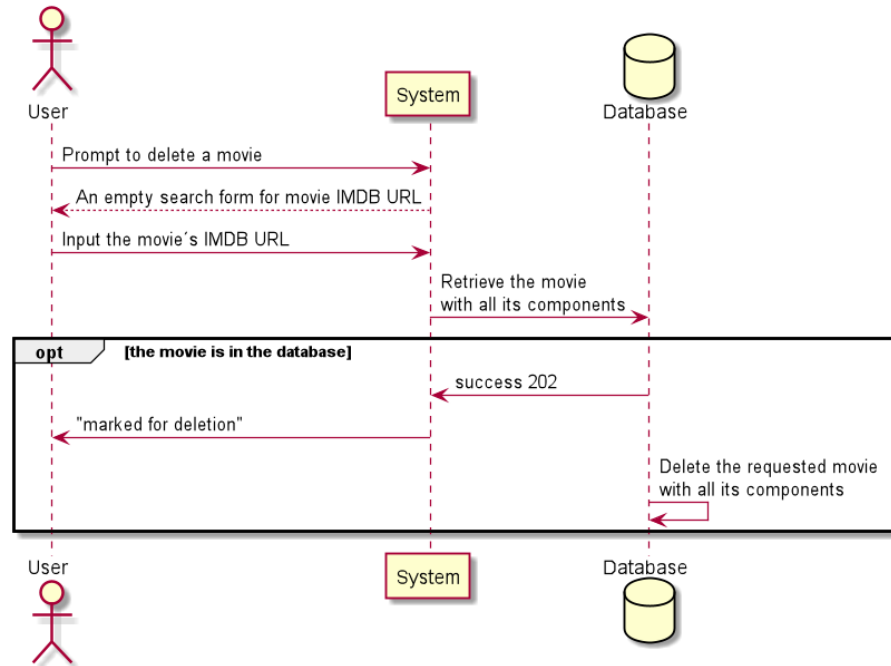 User
System
Database
Prompt to delete a movie
An empty search form for movie IMDB URL
Input the movie´s IMDB URL
Retrieve the movie
with all its components
opt [the movie is in the database]
success 202
"marked for deletion"
Delete the requested movie
with all its components
User
System
Database